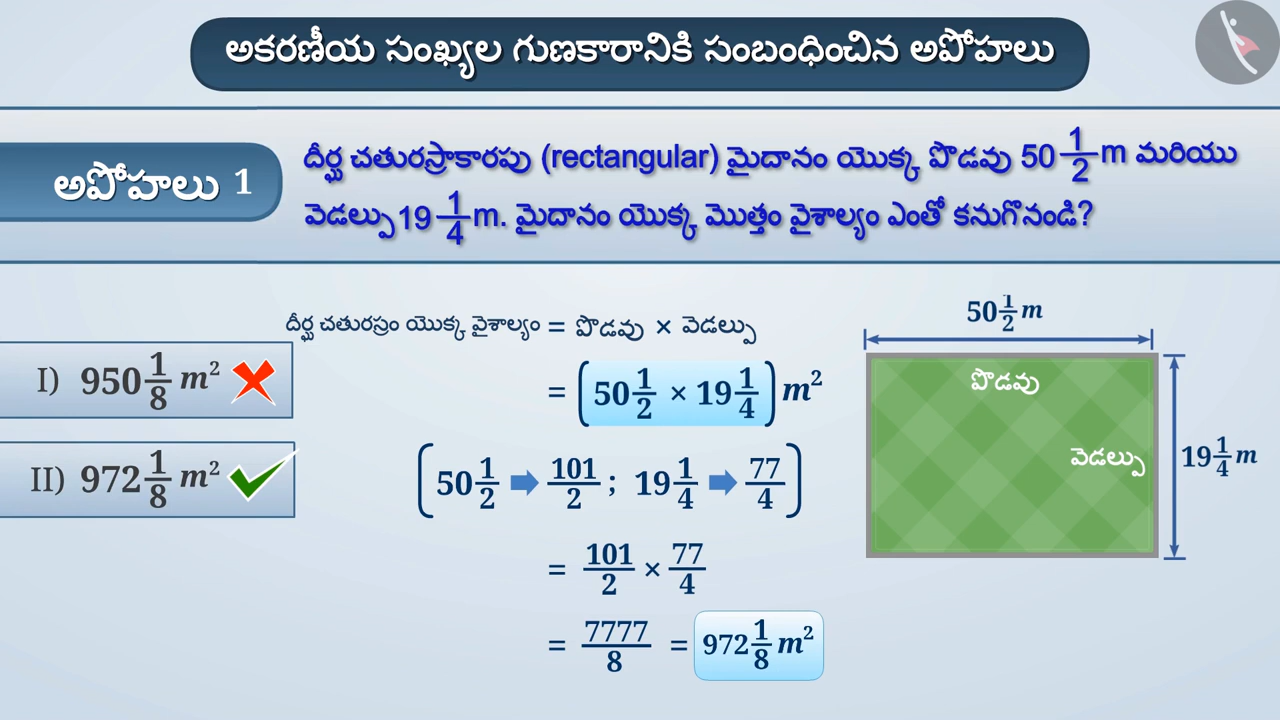 అకరణీయ సంఖ్యల గుణకారానికి సంబంధించిన అపోహలు
అపోహలు 1
దీర్ఘ చతురస్రాకారపు (rectangular) మైదానం యొక్క పొడవు 50 1/2 m మరియు
వెడల్పు 19 1/4 m. మైదానం యొక్క మొత్తం వైశాల్యం ఎంతో కనుగొనండి?
I) 950 1/8 m²
II) 972 1/8 m²
దీర్ఘ చతురస్రం యొక్క వైశాల్యం = పొడవు × వెడల్పు
= (50 1/2 × 19 1/4) m²
(50 1/2 ➡ 101/2 ; 19 1/4 ➡ 77/4)
= 101/2 × 77/4
= 7777/8 = 972 1/8 m²
50 1/2 m
పొడవు
వెడల్పు
19 1/4 m